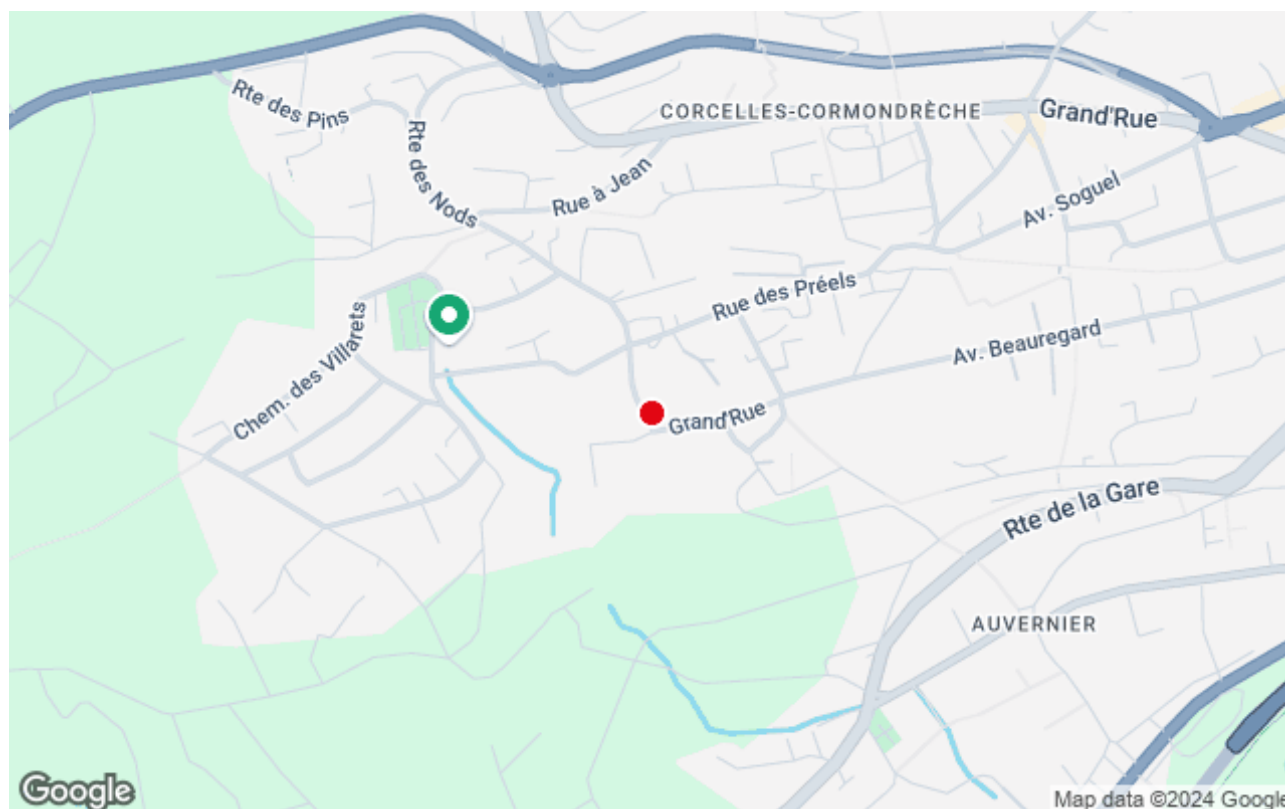 Rte des Pins
Rte des Nods
CORCELLES-CORMONDRÈCHE
Grand'Rue
Rue à Jean
Av. Soguel
Rue des Préels
Chem. des Villarets
Av. Beauregard
Grand'Rue
Rte de la Gare
AUVERNIER
Google
Map data ©2024 Google